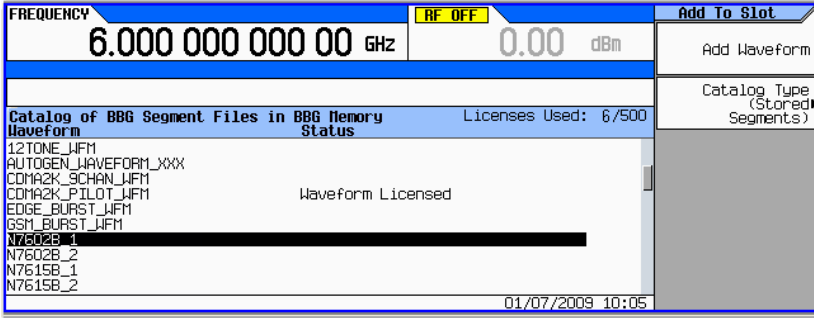 FREQUENCY
RF OFF
Add To Slot
6.000 000 000 00 GHz
0.00 dBm
Add Waveform
Catalog Type
(Stored
Segments)
Catalog of BBG Segment Files in BBG Memory
Licenses Used: 6/500
Waveform Status
12TONE_WFM
AUTOGEN_WAVEFORM_XXX
CDMA2K_9CHAN_WFM
CDMA2K_PILOT_WFM Waveform Licensed
EDGE_BURST_WFM
GSM_BURST_WFM
N7602B_1
N7602B_2
N7615B_1
N7615B_2
01/07/2009 10:05